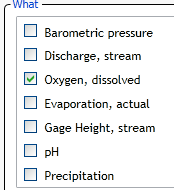 What
Barometric pressure
Discharge, stream
Oxygen, dissolved
Evaporation, actual
Gage Height, stream
pH
Precipitation